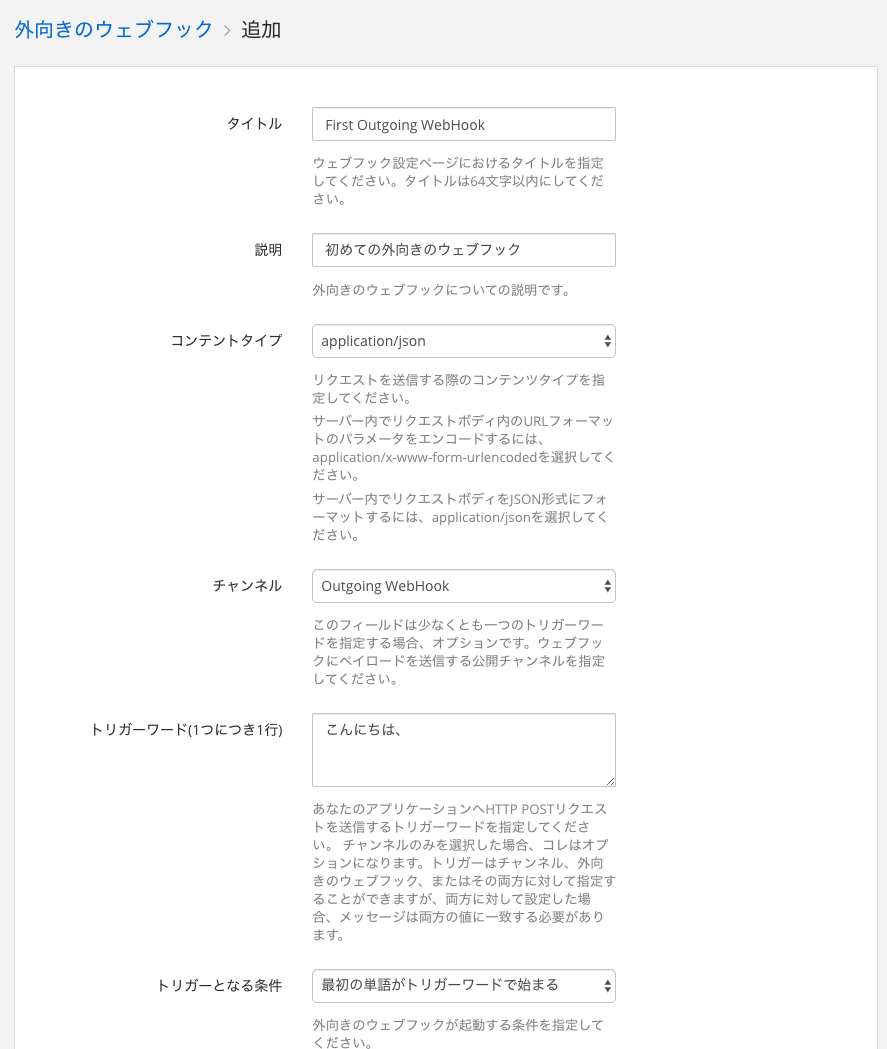 外向きのウェブフック > 追加
タイトル
First Outgoing WebHook
ウェブフック設定ページにおけるタイトルを指定
してください。タイトルは64文字以内にしてくだ
さい。
説明
初めての外向きのウェブフック
外向きのウェブフックについての説明です。
コンテントタイプ
application/json
リクエストを送信する際のコンテンツタイプを指
定してください。
サーバー内でリクエストボディ内のURLフォーマッ
トのパラメータをエンコードするには、
application/x-www-form-urlencodedを選択してく
ださい。
サーバー内でリクエストボディをJSON形式にフォ
ーマットするには、application/jsonを選択してく
ださい。
チャンネル
Outgoing WebHook
このフィールドは少なくとも一つのトリガーワー
ドを指定する場合、オプションです。ウェブフッ
クにペイロードを送信する公開チャンネルを指定
してください。
トリガーワード(1つにつき1行)
こんにちは、
あなたのアプリケーションへHTTP POSTリクエス
トを送信するトリガーワードを指定してくださ
い。 チャンネルのみを選択した場合、コレはオプ
ションになります。トリガーはチャンネル、外向
きのウェブフック、またはその両方に対して指定す
ることができますが、両方に対して設定した場
合、メッセージは両方の値に一致する必要があり
ます。
トリガーとなる条件
最初の単語がトリガーワードで始まる
外向きのウェブフックが起動する条件を指定して
ください。